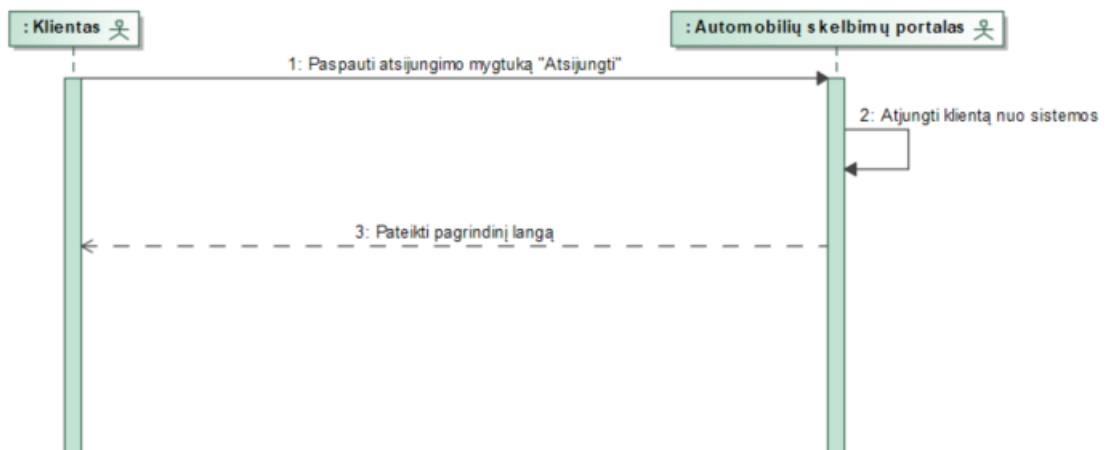 : Klientas
: Automobilių skelbimų portalas
1: Paspauti atsijungimo mygtuką "Atsijungti"
2: Atjungti klientą nuo sistemos
3: Pateikti pagrindinį langą